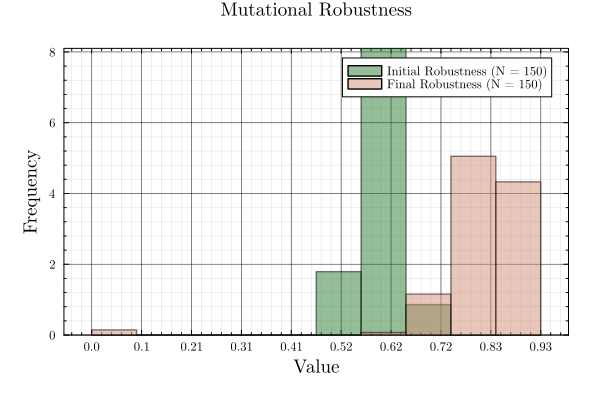 Mutational Robustness
Initial Robustness (N = 150)
Final Robustness (N = 150)
Frequency
8
6
4
2
0
0.0 0.1 0.21 0.31 0.41 0.52 0.62 0.72 0.83 0.93
Value